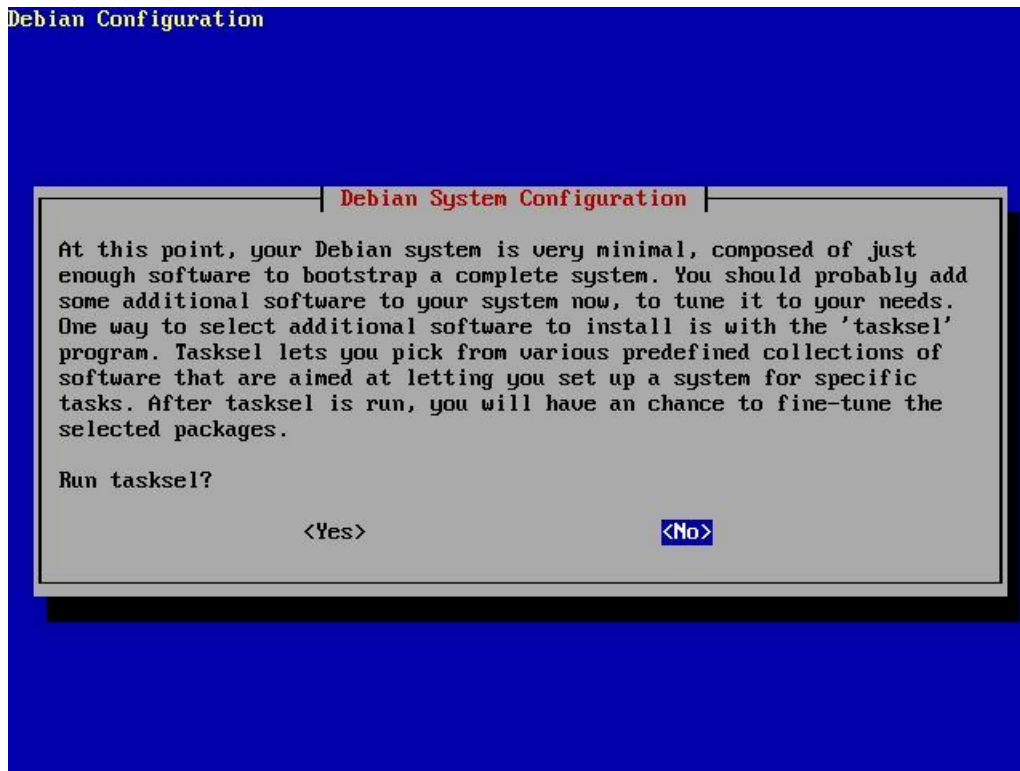 Debian Configuration
Debian System Configuration
At this point, your Debian system is very minimal, composed of just
enough software to bootstrap a complete system. You should probably add
some additional software to your system now, to tune it to your needs.
One way to select additional software to install is with the 'tasksel'
program. Tasksel lets you pick from various predefined collections of
software that are aimed at letting you set up a system for specific
tasks. After tasksel is run, you will have an chance to fine-tune the
selected packages.
Run tasksel?
<Yes> <No>